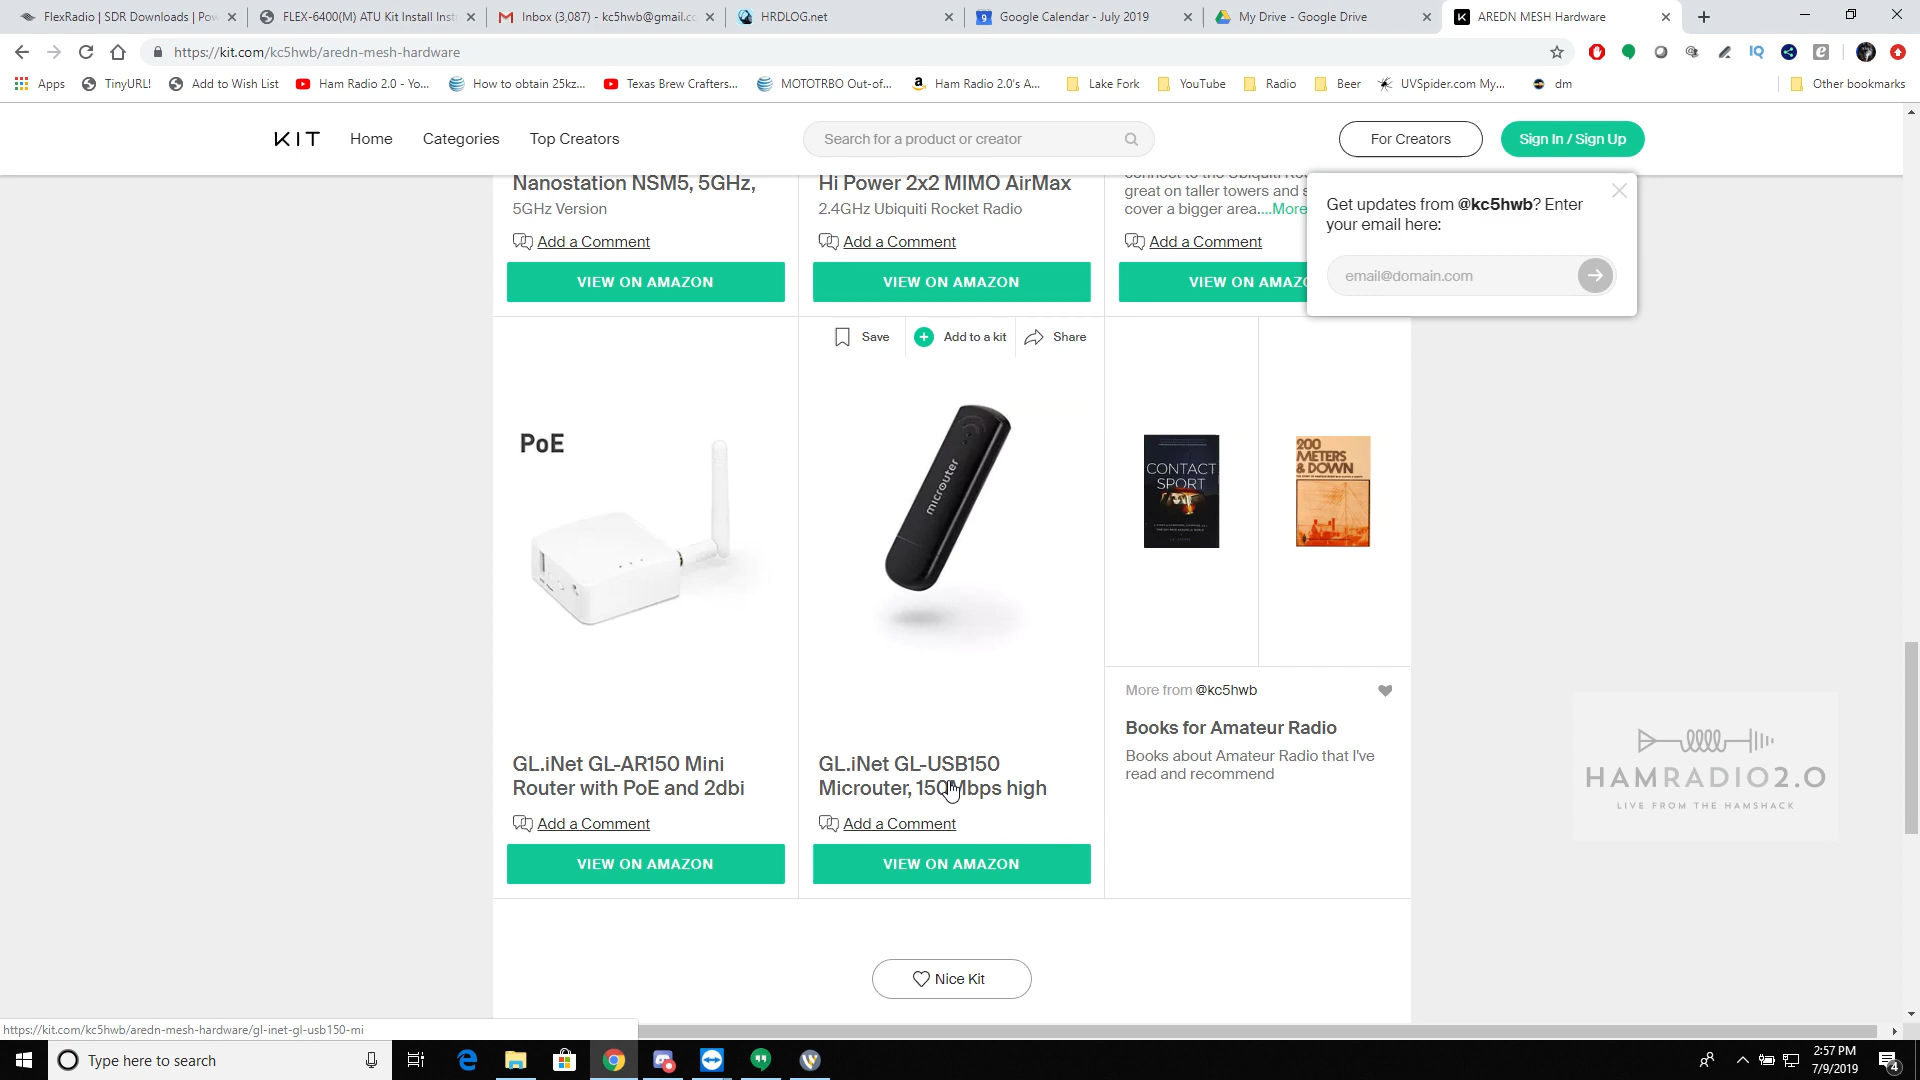 FlexRadio | SDR Downloads | Pow
FLEX-6400(M) ATU Kit Install Inst
Inbox (3,087) - kc5hwb@gmail.cc
HRDLOG.net
Google Calendar - July 2019
My Drive - Google Drive
AREDN MESH Hardware
https://kit.com/kc5hwb/aredn-mesh-hardware
Apps
TinyURL!
Add to Wish List
Ham Radio 2.0 - Yo...
How to obtain 25kz...
Texas Brew Crafters...
MOTOTRBO Out-of...
Ham Radio 2.0's A...
Lake Fork
YouTube
Radio
Beer
UVSpider.com My...
dm
Other bookmarks
KIT
Home
Categories
Top Creators
Search for a product or creator
For Creators
Sign In / Sign Up
Nanostation NSM5, 5GHz,
5GHz Version
Add a Comment
VIEW ON AMAZON
Hi Power 2x2 MIMO AirMax
2.4GHz Ubiquiti Rocket Radio
Add a Comment
VIEW ON AMAZON
great on taller towers and s
cover a bigger area....More
Add a Comment
VIEW ON AMAZ
Get updates from @kc5hwb? Enter
your email here:
email@domain.com
PoE
GL.iNet GL-AR150 Mini
Router with PoE and 2dbi
Add a Comment
VIEW ON AMAZON
Save
Add to a kit
Share
microuter
GL.iNet GL-USB150
Microuter, 150Mbps high
Add a Comment
VIEW ON AMAZON
CONTACT
SPORT
200
METERS
& DOWN
More from @kc5hwb
Books for Amateur Radio
Books about Amateur Radio that I've
read and recommend
HAMRADIO2.0
LIVE FROM THE HAMSHACK
Nice Kit
https://kit.com/kc5hwb/aredn-mesh-hardware/gl-inet-gl-usb150-mi
Type here to search
2:57 PM
7/9/2019
4